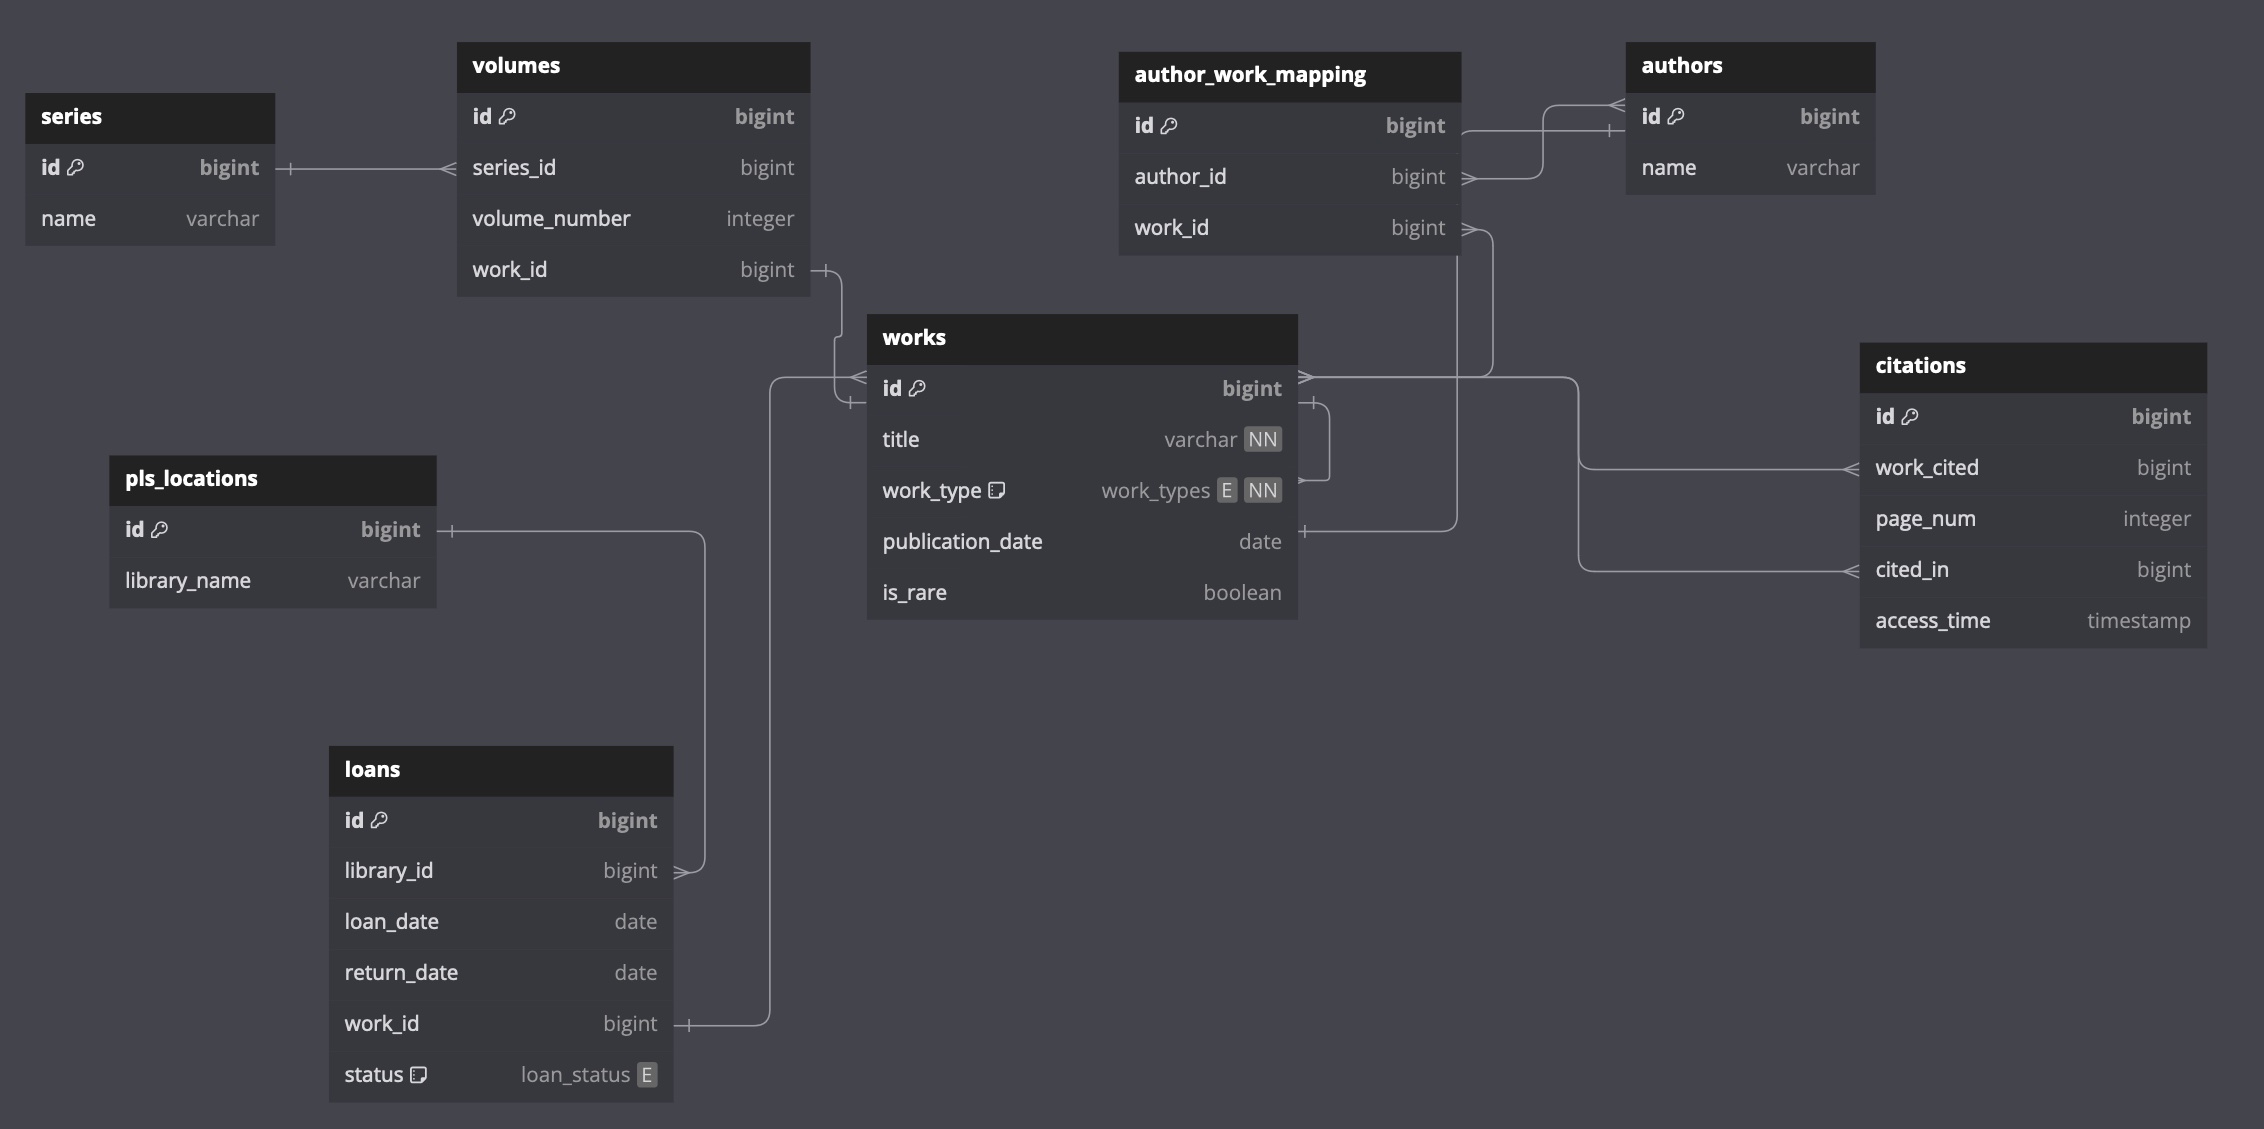 series
id bigint
name varchar
volumes
id bigint
series_id bigint
volume_number integer
work_id bigint
author_work_mapping
id bigint
author_id bigint
work_id bigint
authors
id bigint
name varchar
works
id bigint
title varchar NN
work_type work_types E NN
publication_date date
is_rare boolean
citations
id bigint
work_cited bigint
page_num integer
cited_in bigint
access_time timestamp
pls_locations
id bigint
library_name varchar
loans
id bigint
library_id bigint
loan_date date
return_date date
work_id bigint
status loan_status E